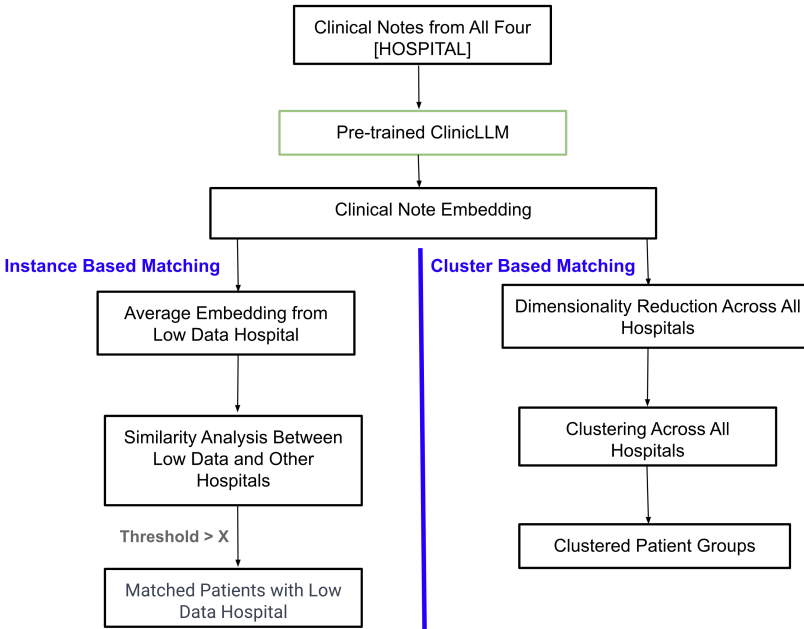 Clinical Notes from All Four
[HOSPITAL]
Pre-trained ClinicLLM
Clinical Note Embedding
Instance Based Matching
Average Embedding from
Low Data Hospital
Similarity Analysis Between
Low Data and Other
Hospitals
Threshold > X
Matched Patients with Low
Data Hospital
Cluster Based Matching
Dimensionality Reduction Across All
Hospitals
Clustering Across All
Hospitals
Clustered Patient Groups